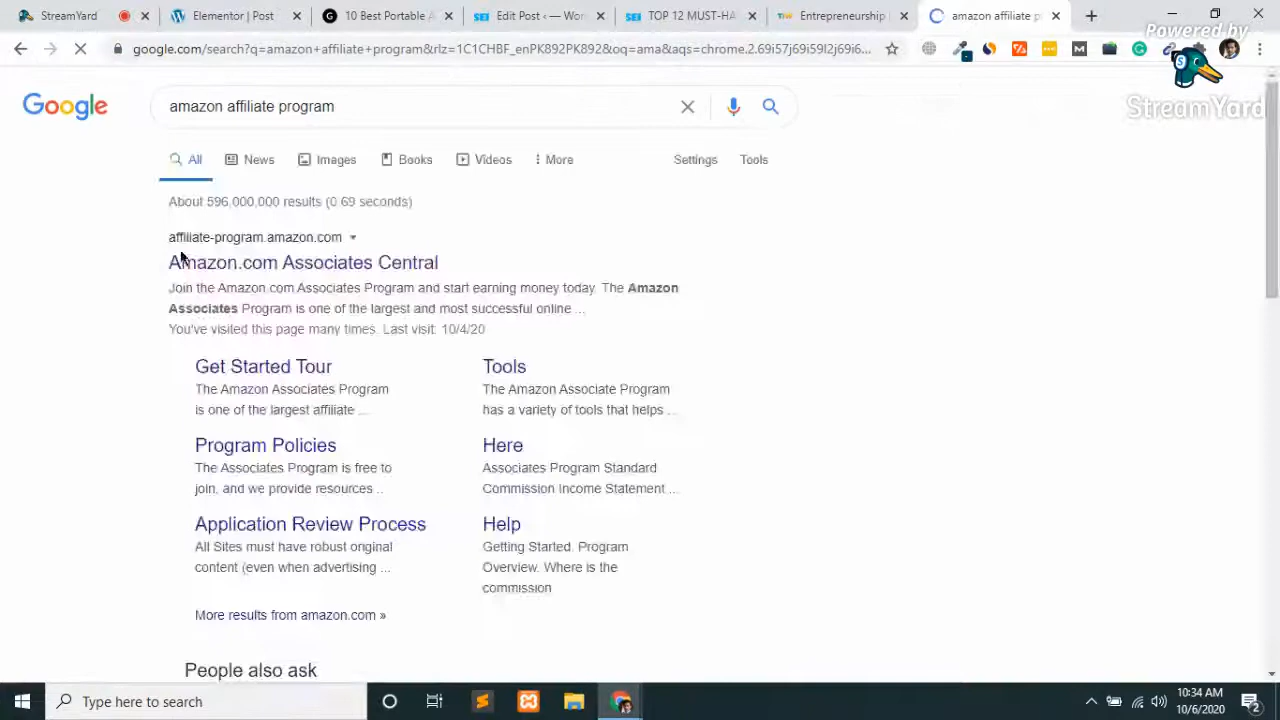 StreamYard
Elementor | Post
10 Best Portable A
Edit Post ‹ — Wor
TOP 12 MUST-HA
Entrepreneurship
amazon affiliate p
Powered by
google.com/search?q=amazon+affiliate+program&rlz=1C1CHBF_enPK892PK892&oq=ama&aqs=chrome.2.69i57j69i59l2j69i6...
StreamYard
Google
amazon affiliate program
All
News
Images
Books
Videos
More
Settings
Tools
About 596,000,000 results (0.69 seconds)
affiliate-program.amazon.com
Amazon.com Associates Central
Join the Amazon.com Associates Program and start earning money today. The Amazon
Associates Program is one of the largest and most successful online ...
You've visited this page many times. Last visit: 10/4/20
Get Started Tour
The Amazon Associates Program
is one of the largest affiliate ...
Tools
The Amazon Associate Program
has a variety of tools that helps ...
Program Policies
The Associates Program is free to
join, and we provide resources ...
Here
Associates Program Standard
Commission Income Statement ...
Application Review Process
All Sites must have robust original
content (even when advertising ...
Help
Getting Started. Program
Overview. Where is the
commission
More results from amazon.com »
People also ask
Type here to search
10:34 AM
10/6/2020
2